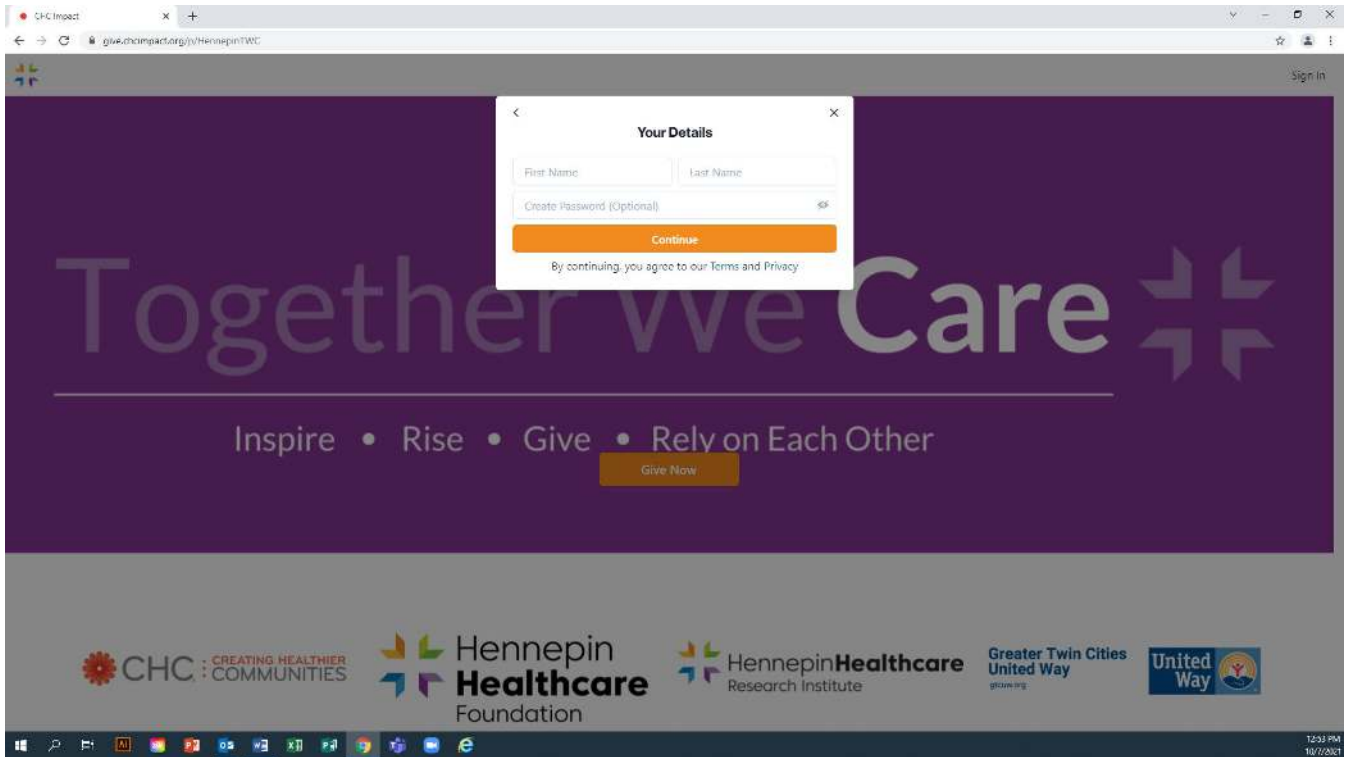 CHC Impact
give.chcimpact.org/p/HennepinTWC
Sign In
Your Details
First Name Last Name
Create Password (Optional)
Continue
By continuing, you agree to our Terms and Privacy
Together We Care
Inspire • Rise • Give • Rely on Each Other
Give Now
CHC: CREATING HEALTHIER COMMUNITIES
Hennepin
Healthcare
Foundation
HennepinHealthcare
Research Institute
Greater Twin Cities
United Way
gtcuw.org
United
Way
12:53 PM
10/7/2021